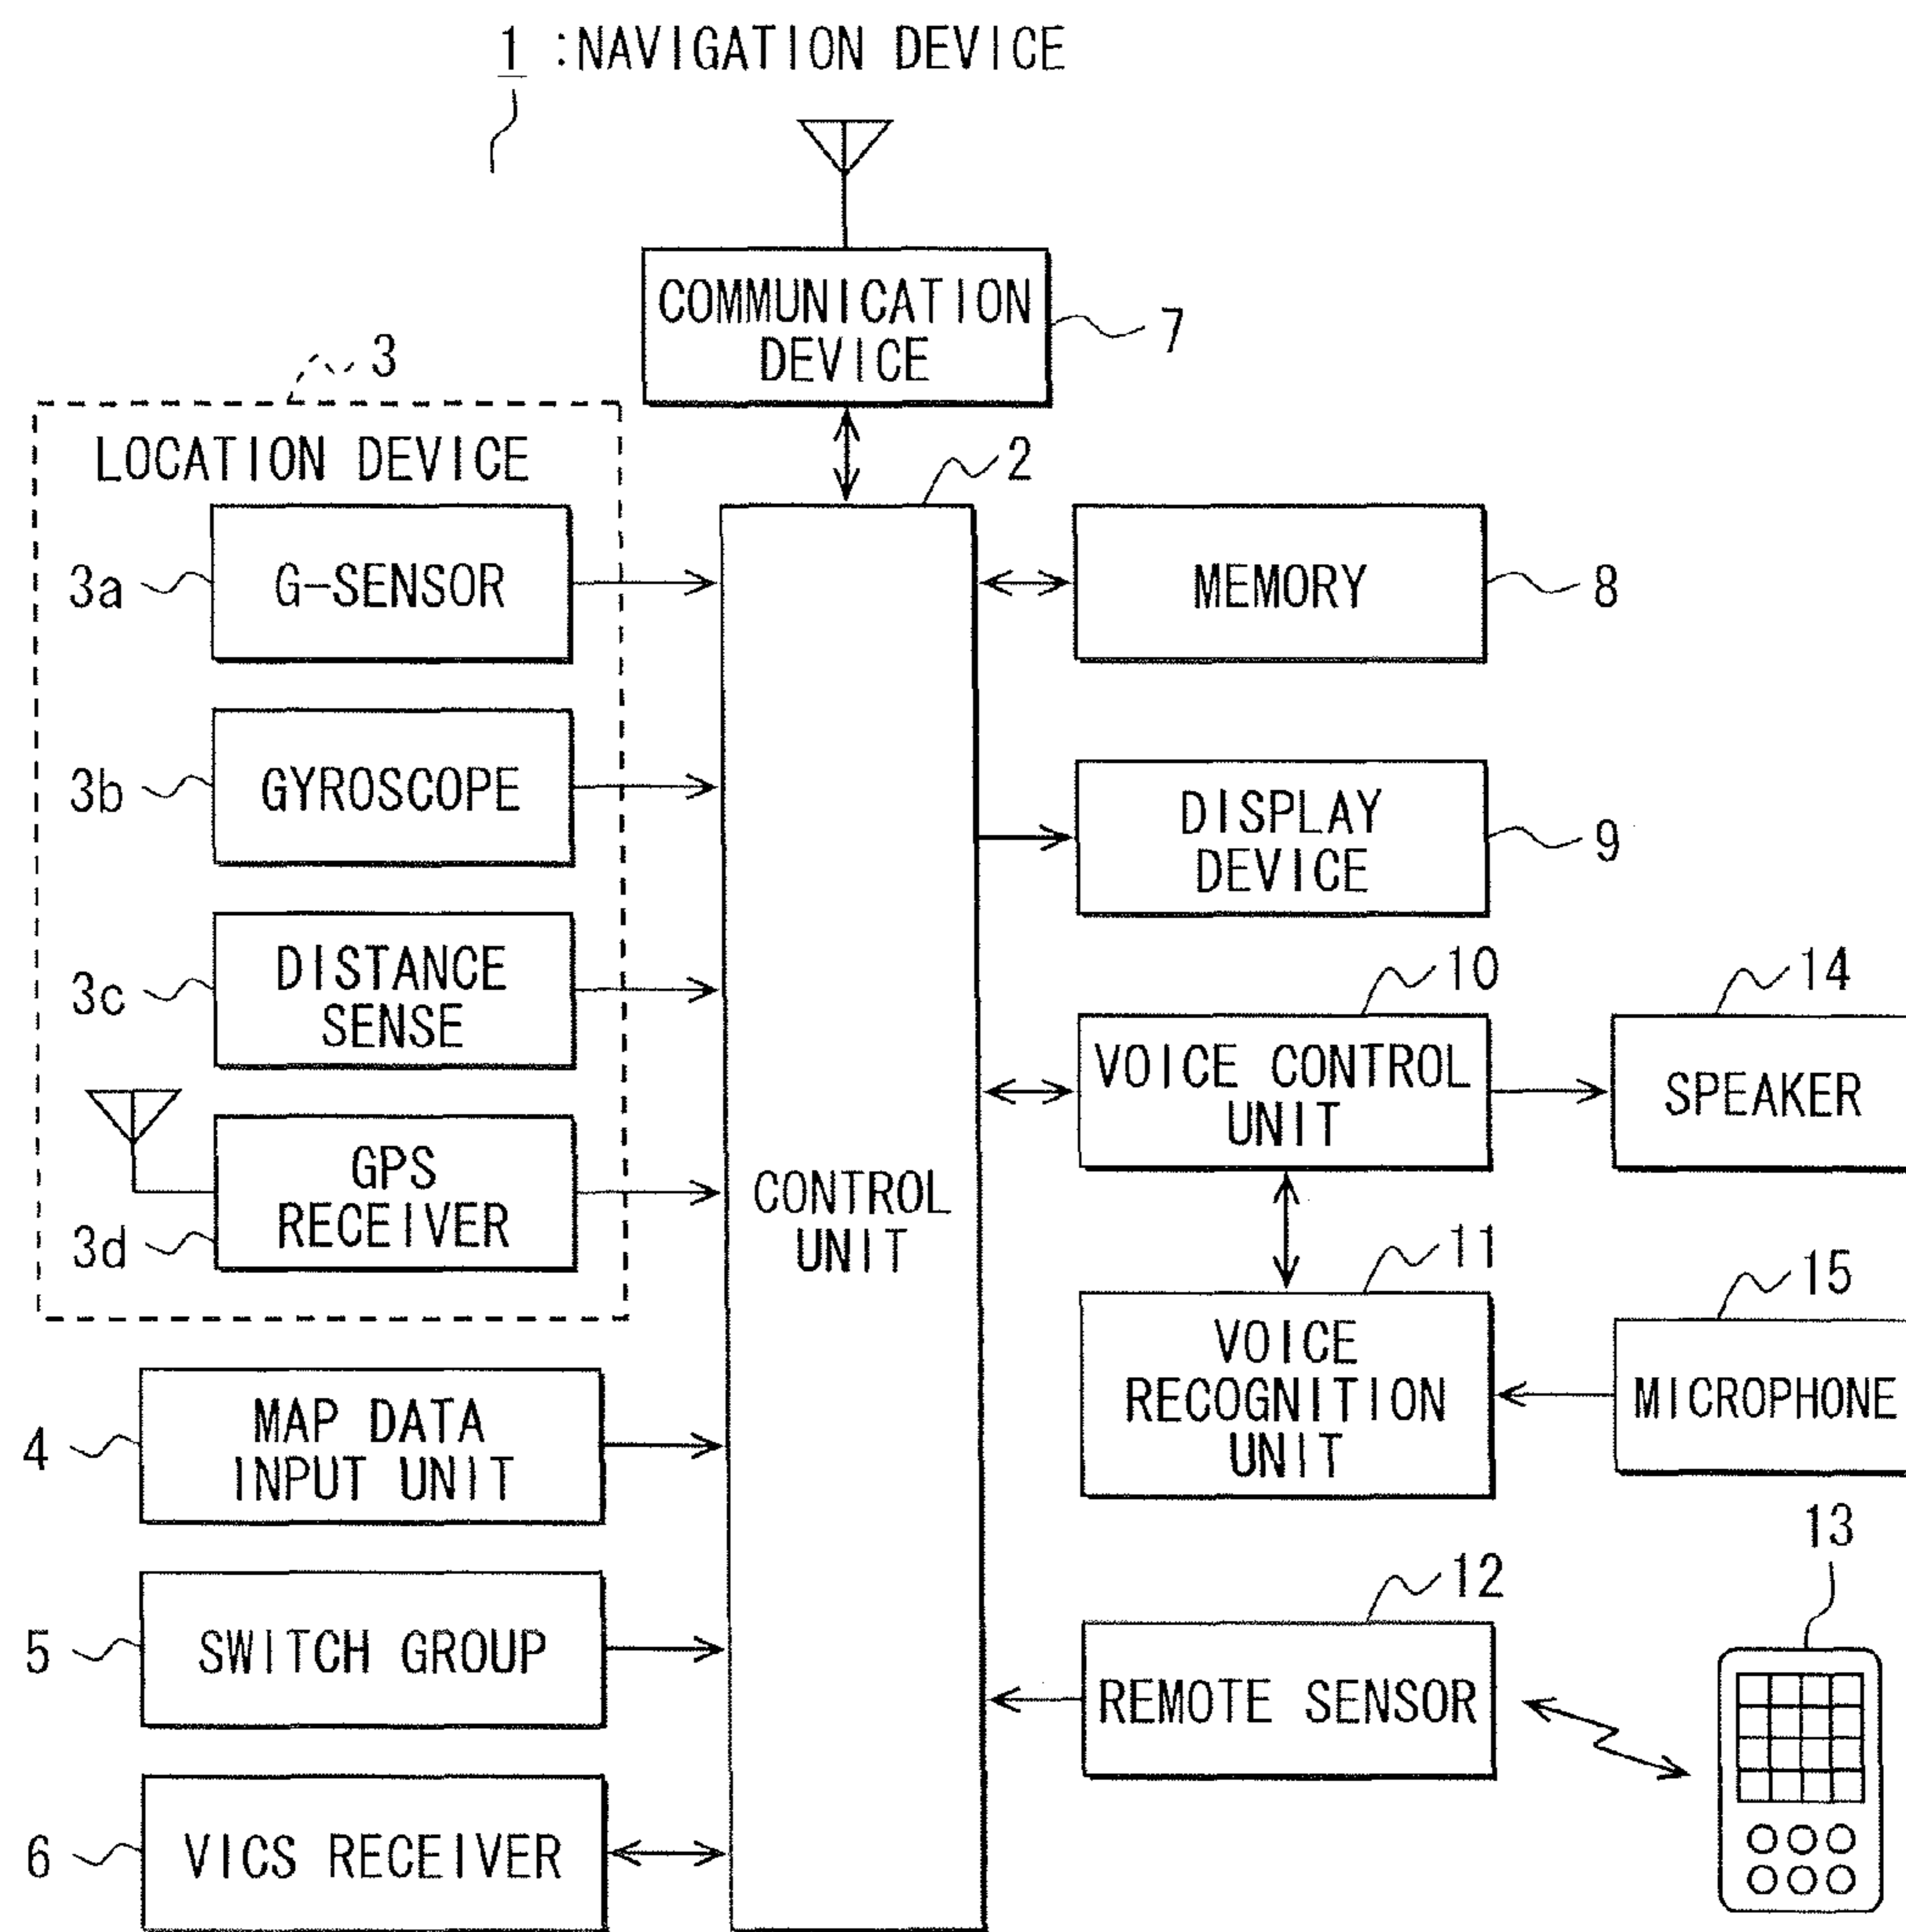 1 :NAVIGATION DEVICE
COMMUNICATION
DEVICE
7
3
LOCATION DEVICE
2
3a
G-SENSOR
MEMORY
8
3b
GYROSCOPE
DISPLAY
DEVICE
9
3c
DISTANCE
SENSE
10
14
VOICE CONTROL
UNIT
SPEAKER
3d
GPS
RECEIVER
CONTROL
UNIT
11
15
VOICE
RECOGNITION
UNIT
MICROPHONE
4
MAP DATA
INPUT UNIT
13
12
5
SWITCH GROUP
REMOTE SENSOR
6
VICS RECEIVER